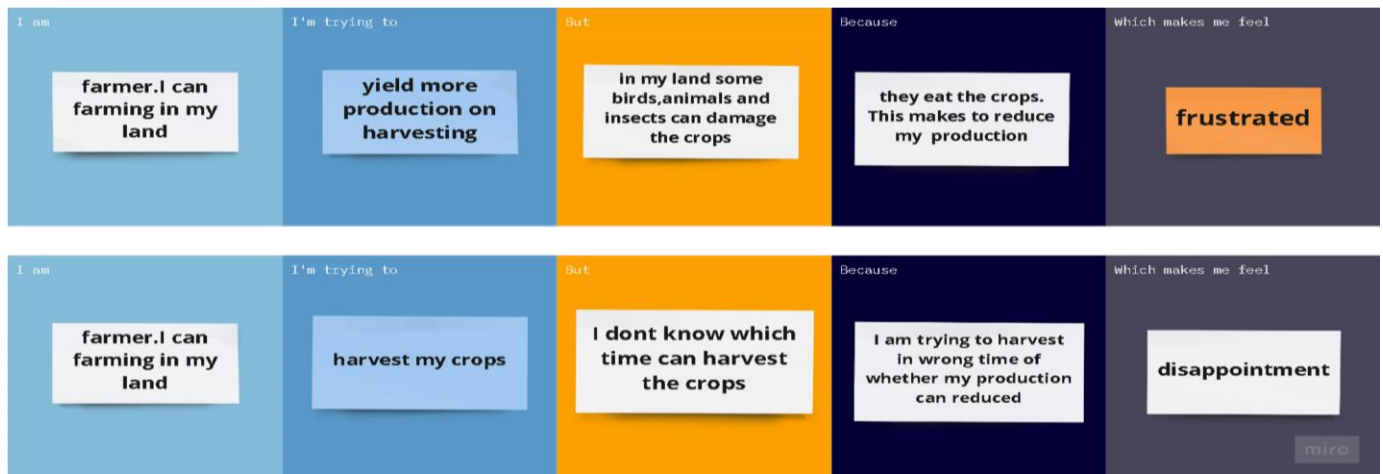 I am
farmer.I can
farming in my
land
I'm trying to
yield more
production on
harvesting
But
in my land some
birds,animals and
insects can damage
the crops
Because
they eat the crops.
This makes to reduce
my production
Which makes me feel
frustrated
I am
farmer.I can
farming in my
land
I'm trying to
harvest my crops
But
I dont know which
time can harvest
the crops
Because
I am trying to harvest
in wrong time of
whether my production
can reduced
Which makes me feel
disappointment
miro